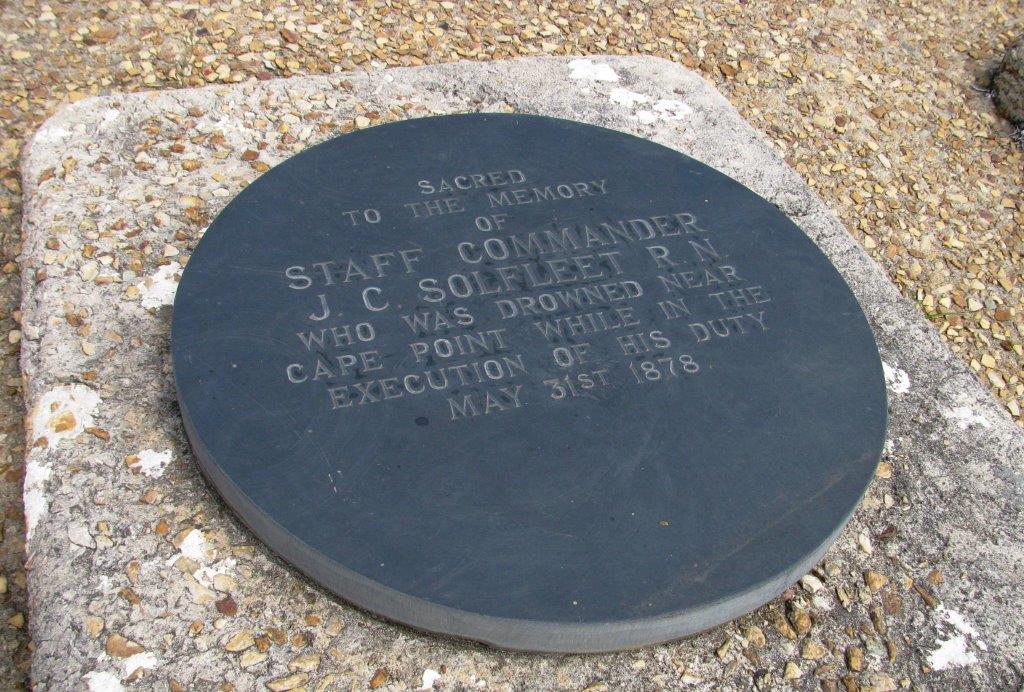 SACRED
TO THE MEMORY
OF
STAFF COMMANDER
J. C SOLFLEET R. N
WHO WAS DROWNED NEAR
CAPE POINT WHILE IN THE
EXECUTION OF HIS DUTY
MAY 31ST 1878